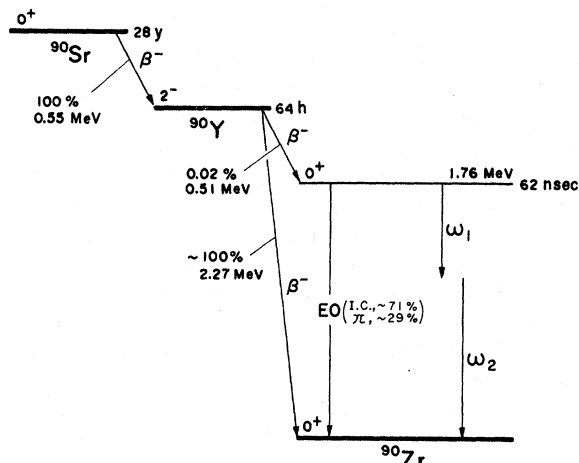 0+
28 y
90Sr
β−
100 %
0.55 MeV
2−
64 h
90Y
β−
0.02 %
0.51 MeV
0+
1.76 MeV
62 nsec
ω1
~100%
2.27 MeV
β−
EO (I.C., ~71 %
π, ~29 %)
ω2
0+
90Zr